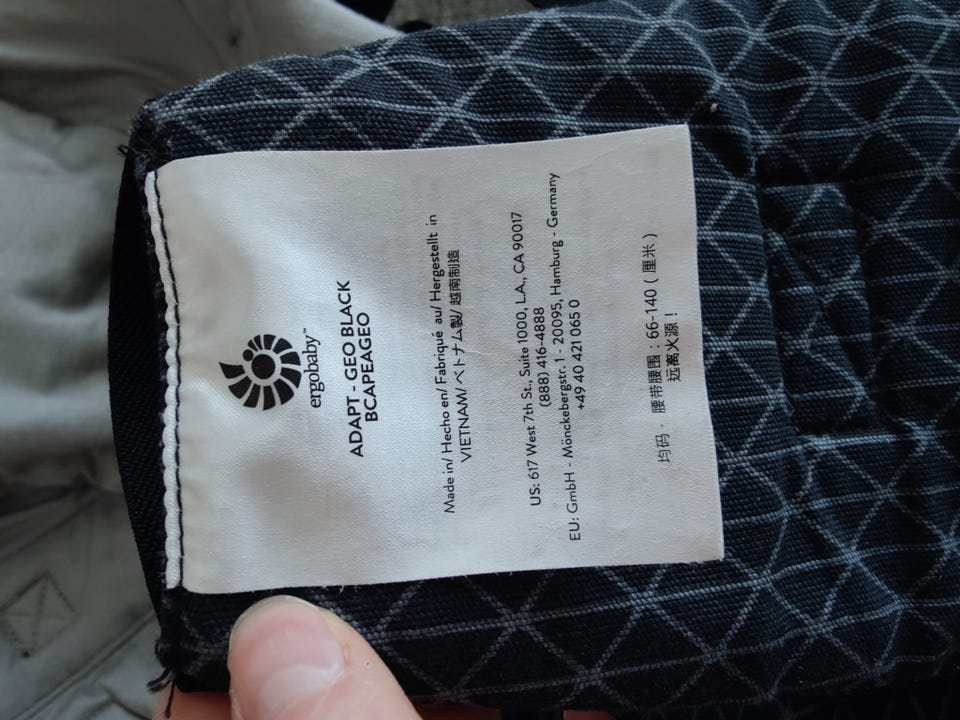 ergobaby™
ADAPT - GEO BLACK
BCAPEAGEO
Made in/ Hecho en/ Fabriqué au/ Hergestellt in
VIETNAM/ ベトナム製/ 越南制造
US: 617 West 7th St., Suite 1000, L.A., CA 90017
(888) 416-4888
EU: GmbH - Mönckebergstr. 1 - 20095, Hamburg - Germany
+49 40 421 065 0
均码 · 腰带腰围：66-140（厘米）
远离火源！